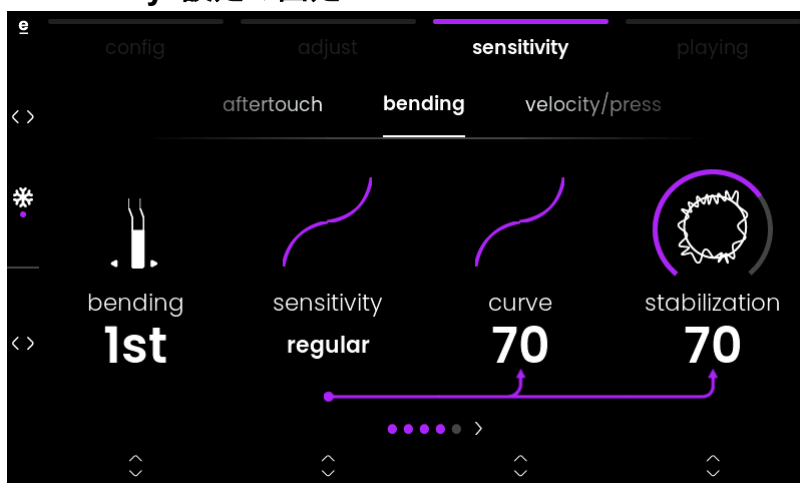 e
config adjust sensitivity playing
aftertouch bending velocity/press
bending sensitivity curve stabilization
1st regular 70 70